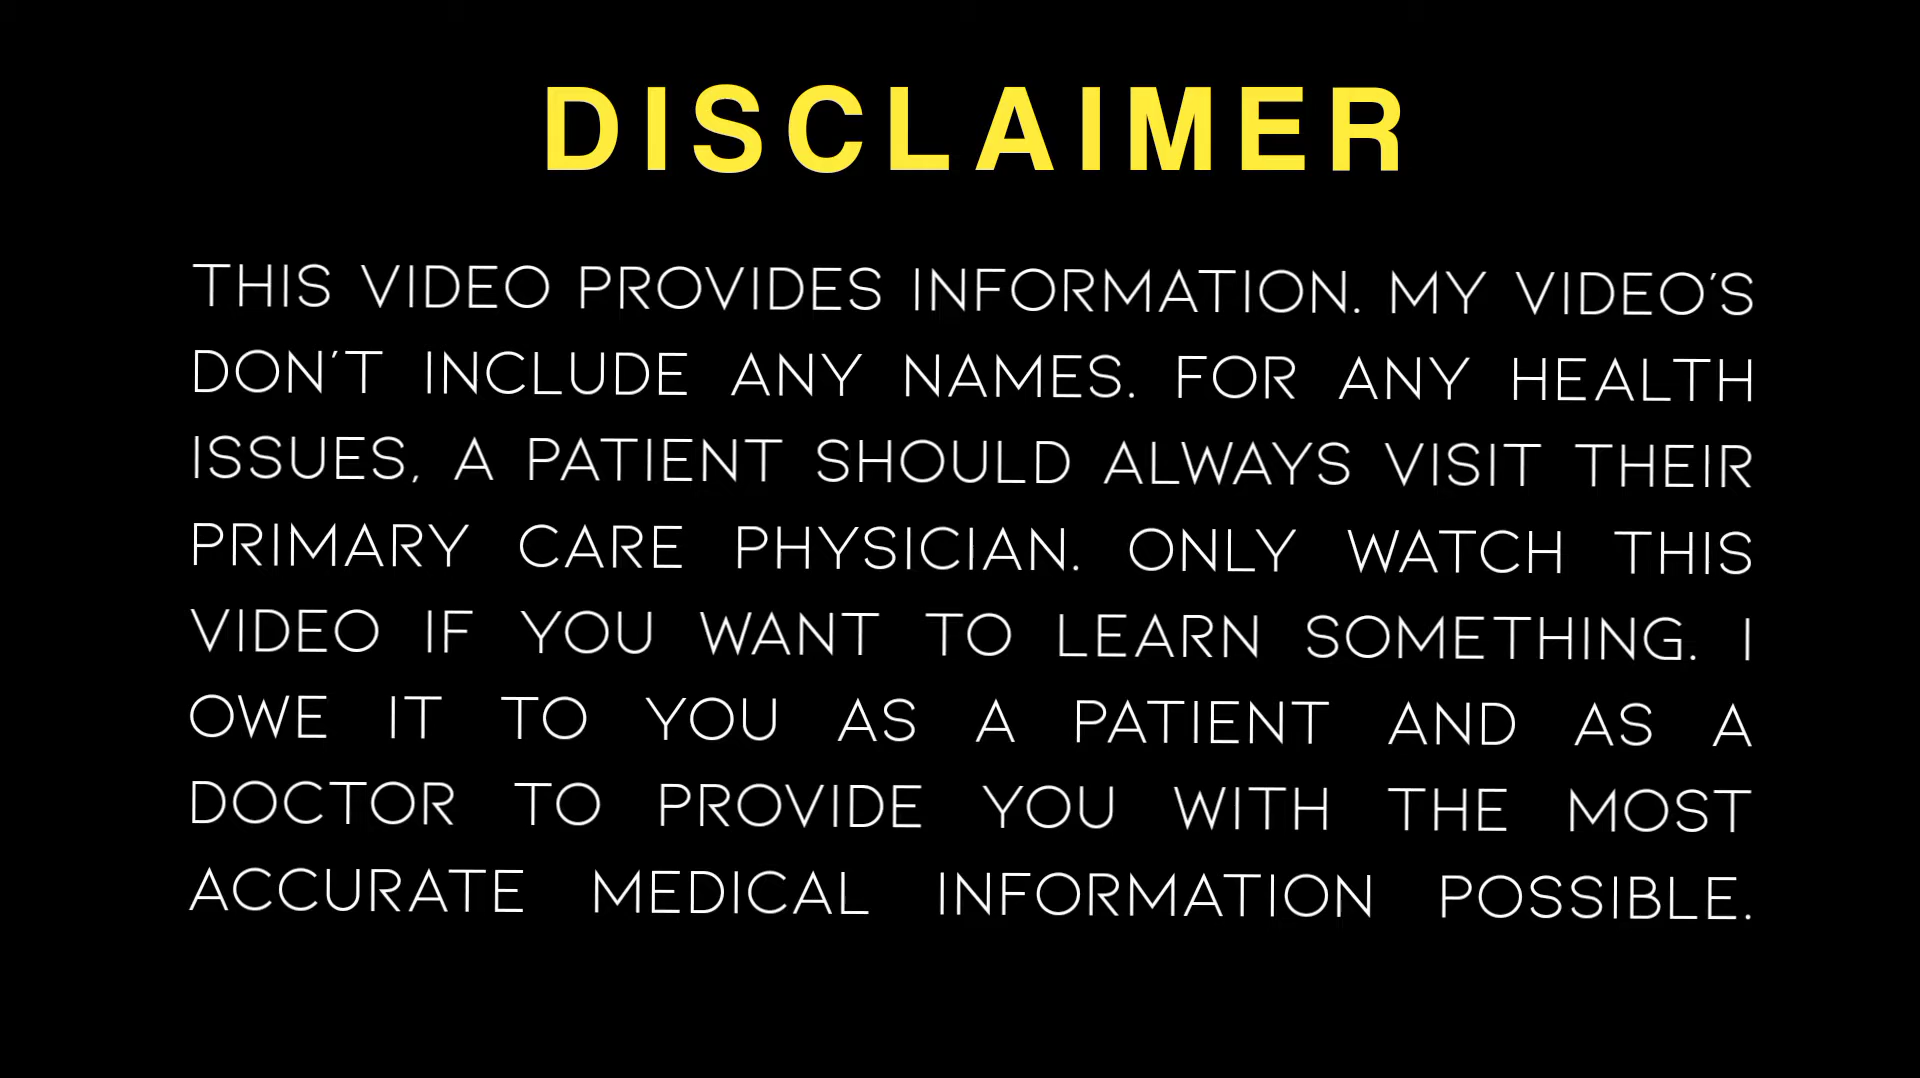 DISCLAIMER
THIS VIDEO PROVIDES INFORMATION. MY VIDEO'S
DON'T INCLUDE ANY NAMES. FOR ANY HEALTH
ISSUES, A PATIENT SHOULD ALWAYS VISIT THEIR
PRIMARY CARE PHYSICIAN. ONLY WATCH THIS
VIDEO IF YOU WANT TO LEARN SOMETHING. I
OWE IT TO YOU AS A PATIENT AND AS A
DOCTOR TO PROVIDE YOU WITH THE MOST
ACCURATE MEDICAL INFORMATION POSSIBLE.